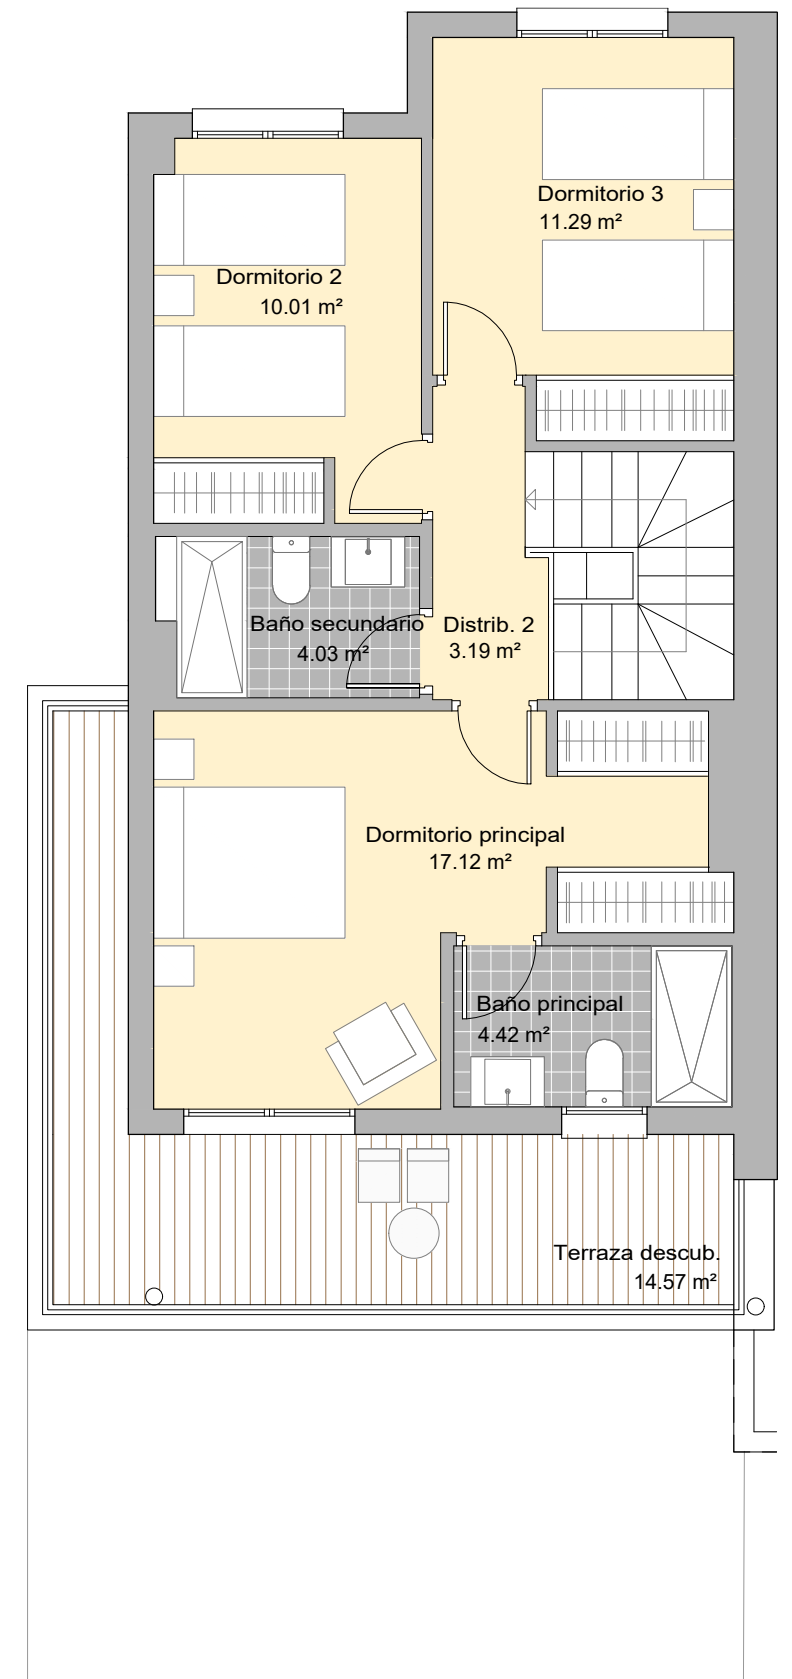 Dormitorio 3
11.29 m²
Dormitorio 2
10.01 m²
Baño secundario
4.03 m²
Distrib. 2
3.19 m²
Dormitorio principal
17.12 m²
Baño principal
4.42 m²
Terraza descub.
14.57 m²